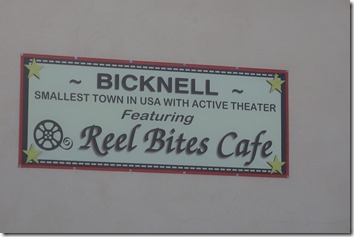 ~ BICKNELL ~
SMALLEST TOWN IN USA WITH ACTIVE THEATER
Featuring
Reel Bites Cafe